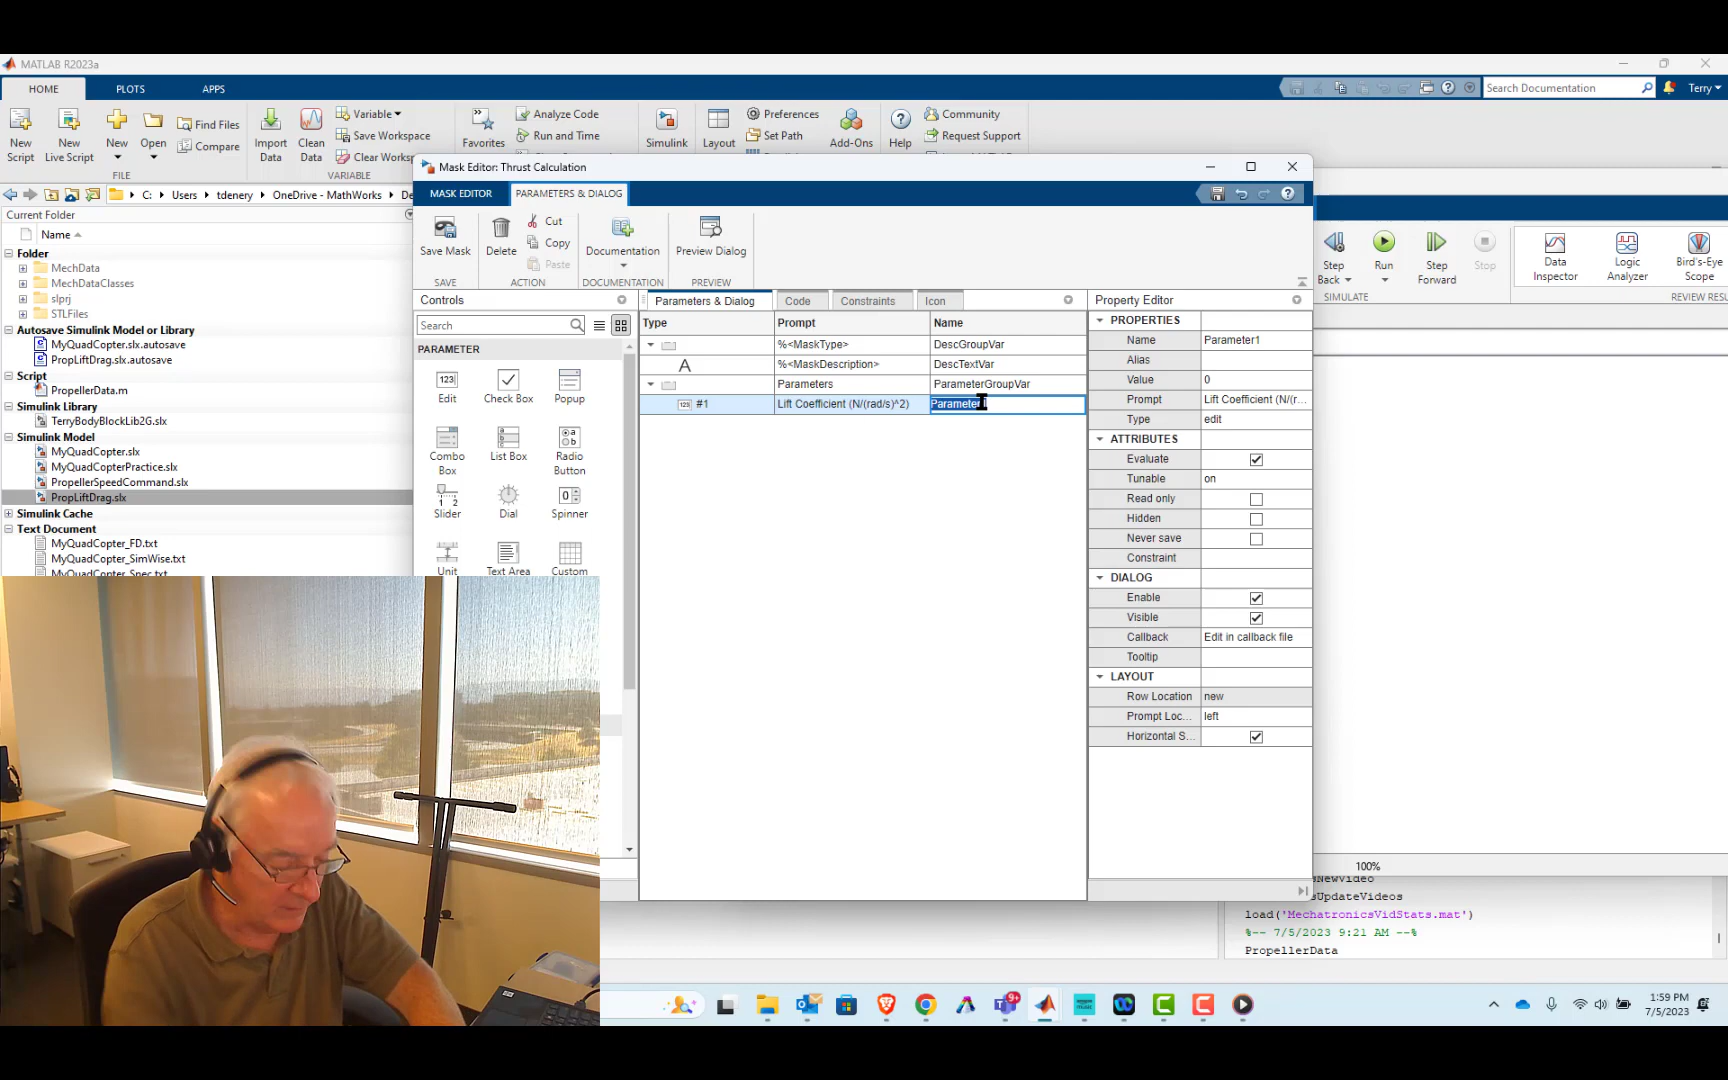 MATLAB R2023a
HOME
PLOTS
APPS
Search Documentation
Terry
New Script
New Live Script
New
Open
Find Files
Compare
FILE
Import Data
Clean Data
Variable
Save Workspace
VARIABLE
Favorites
Analyze Code
Run and Time
Simulink
Layout
Preferences
Set Path
Add-Ons
Help
Community
Request Support
C:
Users
tdenery
OneDrive - MathWorks
Current Folder
Name
Folder
MechData
MechDataClasses
slprj
STLFiles
Autosave Simulink Model or Library
MyQuadCopter.slx.autosave
PropLiftDrag.slx.autosave
Script
PropellerData.m
Simulink Library
TerryBodyBlockLib2G.slx
Simulink Model
MyQuadCopter.slx
MyQuadCopterPractice.slx
PropellerSpeedCommand.slx
PropLiftDrag.slx
Simulink Cache
Text Document
MyQuadCopter_FD.txt
MyQuadCopter_SimWise.txt
MyQuadCopter_Spec.txt
Mask Editor: Thrust Calculation
MASK EDITOR
PARAMETERS & DIALOG
Save Mask
SAVE
Delete
Cut
Copy
Paste
ACTION
Documentation
DOCUMENTATION
Preview Dialog
PREVIEW
Controls
Search
PARAMETER
Edit
Check Box
Popup
Combo Box
List Box
Radio Button
Slider
Dial
Spinner
Unit
Text Area
Custom
Parameters & Dialog
Code
Constraints
Icon
Type
Prompt
Name
%<MaskType>
DescGroupVar
A
%<MaskDescription>
DescTextVar
Parameters
ParameterGroupVar
#1
Lift Coefficient (N/(rad/s)^2)
Property Editor
PROPERTIES
Name
Parameter1
Alias
Value
0
Prompt
Lift Coefficient (N/(r...
Type
edit
ATTRIBUTES
Evaluate
Tunable
on
Read only
Hidden
Never save
Constraint
DIALOG
Enable
Visible
Callback
Edit in callback file
Tooltip
LAYOUT
Row Location
new
Prompt Loc...
left
Horizontal S...
Step Back
Run
Step Forward
Stop
SIMULATE
Data Inspector
Logic Analyzer
Bird's-Eye Scope
100%
load('MechatronicsVidStats.mat')
%-- 7/5/2023 9:21 AM --%
PropellerData
1:59 PM
7/5/2023